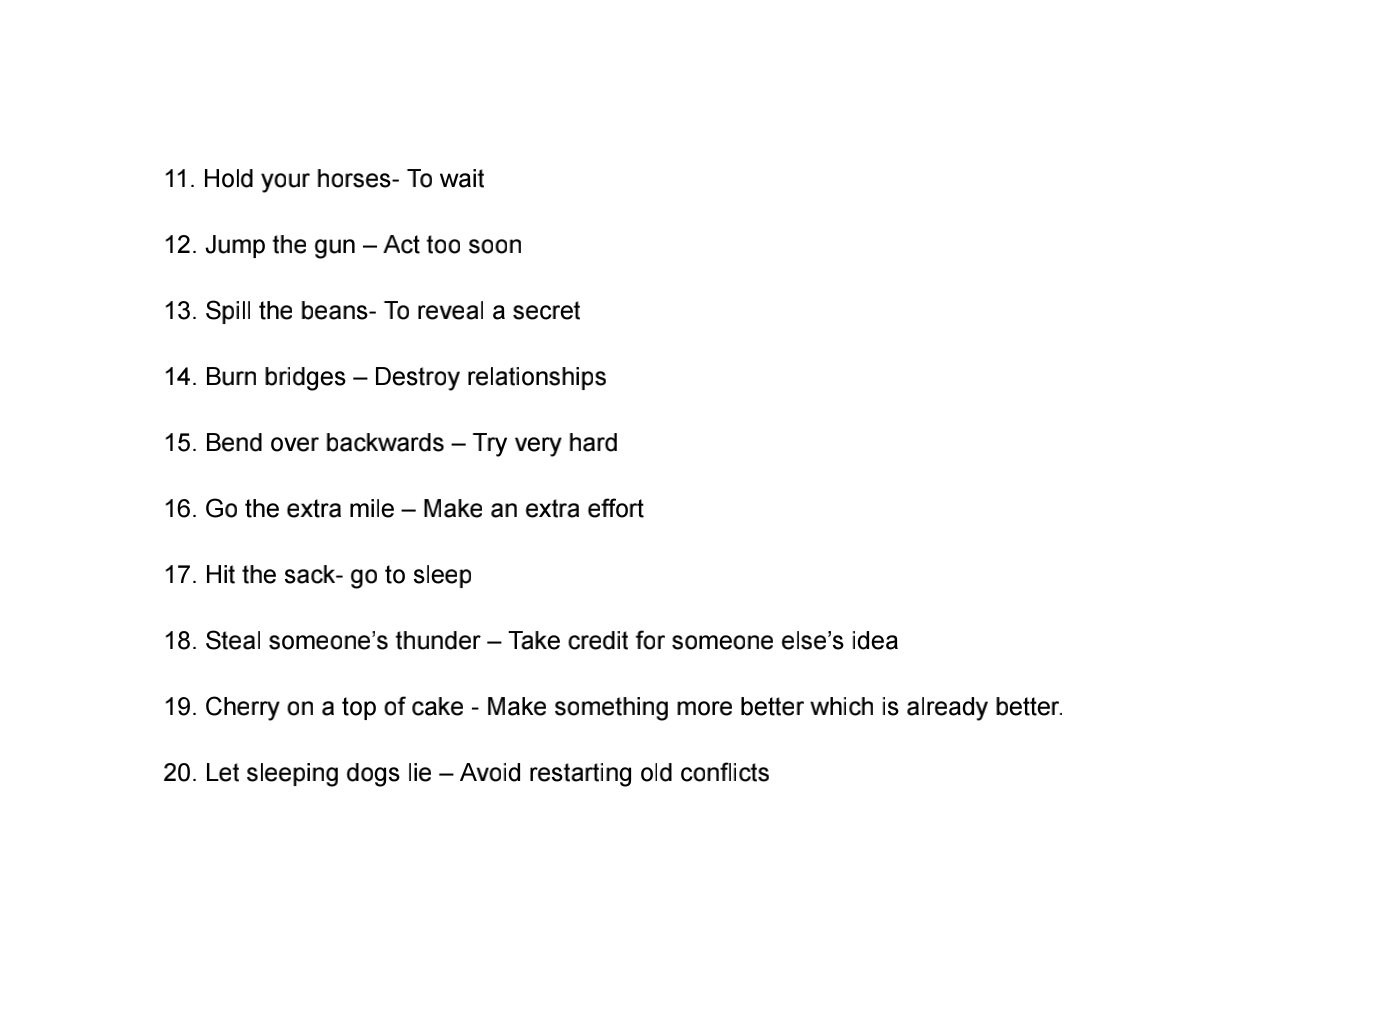 11. Hold your horses- To wait
12. Jump the gun – Act too soon
13. Spill the beans- To reveal a secret
14. Burn bridges – Destroy relationships
15. Bend over backwards – Try very hard
16. Go the extra mile – Make an extra effort
17. Hit the sack- go to sleep
18. Steal someone’s thunder – Take credit for someone else’s idea
19. Cherry on a top of cake - Make something more better which is already better.
20. Let sleeping dogs lie – Avoid restarting old conflicts